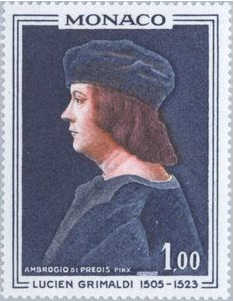 MONACO
1,00
AMBROGIO DI PREDIS PINX
LUCIEN GRIMALDI 1505-1523